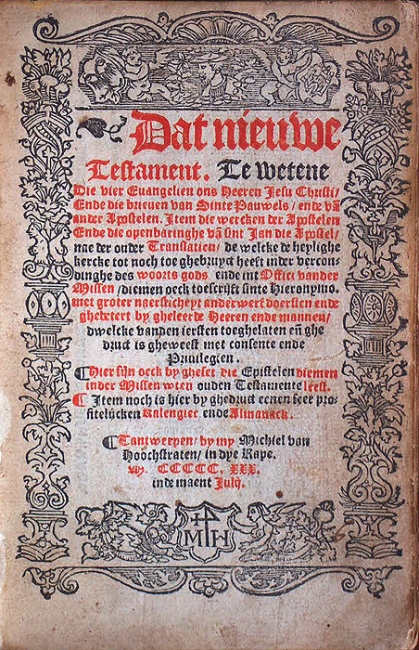 Dat nieuwe
Testament. Te wetene
Die vier Euangelien ons Heeren Jesu Christi/
Ende die brieuen van Sinte Pauwels/ ende vā
ander Apostelen. Item die wercken der Apostelen
Ende die openbaringhe vā sint Jan die Apostel/
nae der ouder Translatien/ de welcke de heylighe
kercke tot noch toe ghebruyct heeft inder vercon
dinghe des woorts gods ende int Offici vander
Missen/ diemen oeck toescrijft sinte Hieronymo.
met groter naersticheyt anderwerf doersien ende
ghebetert by gheleerde Heeren ende mannen/
dwelcke vanden iersten toeghelaten eñ ghe
druct is gheweest met consente ende
Priuilegien.
¶Hier sijn oeck by gheset die Epistelen diemen
inder Missen wten ouden Testamente leest.
¶ Item noch is hier by ghedruct eenen seer pro
fitelijcken Kalengier ende Almanack.
¶Tantwerpen/ by my Michiel van
Hoochstraten/ in dye Rape.
M. CCCCC. XXX.
inde maent Julij.
MH